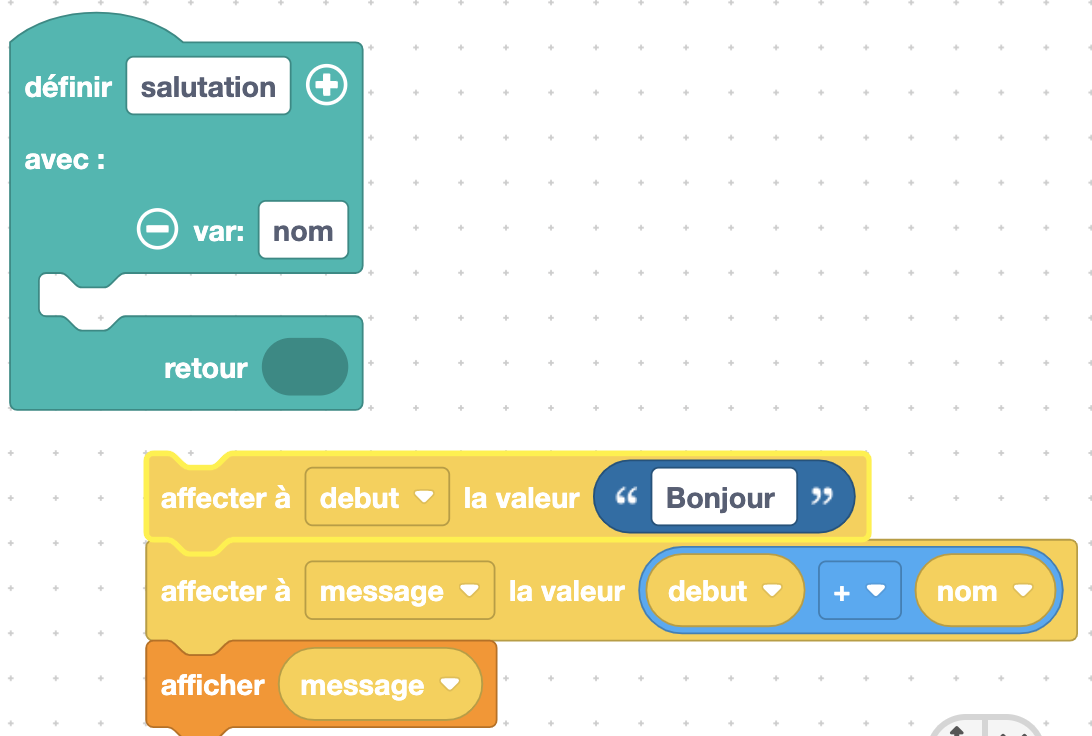 définir salutation
avec :
var: nom
retour
affecter à debut la valeur “ Bonjour ”
affecter à message la valeur debut + nom
afficher message